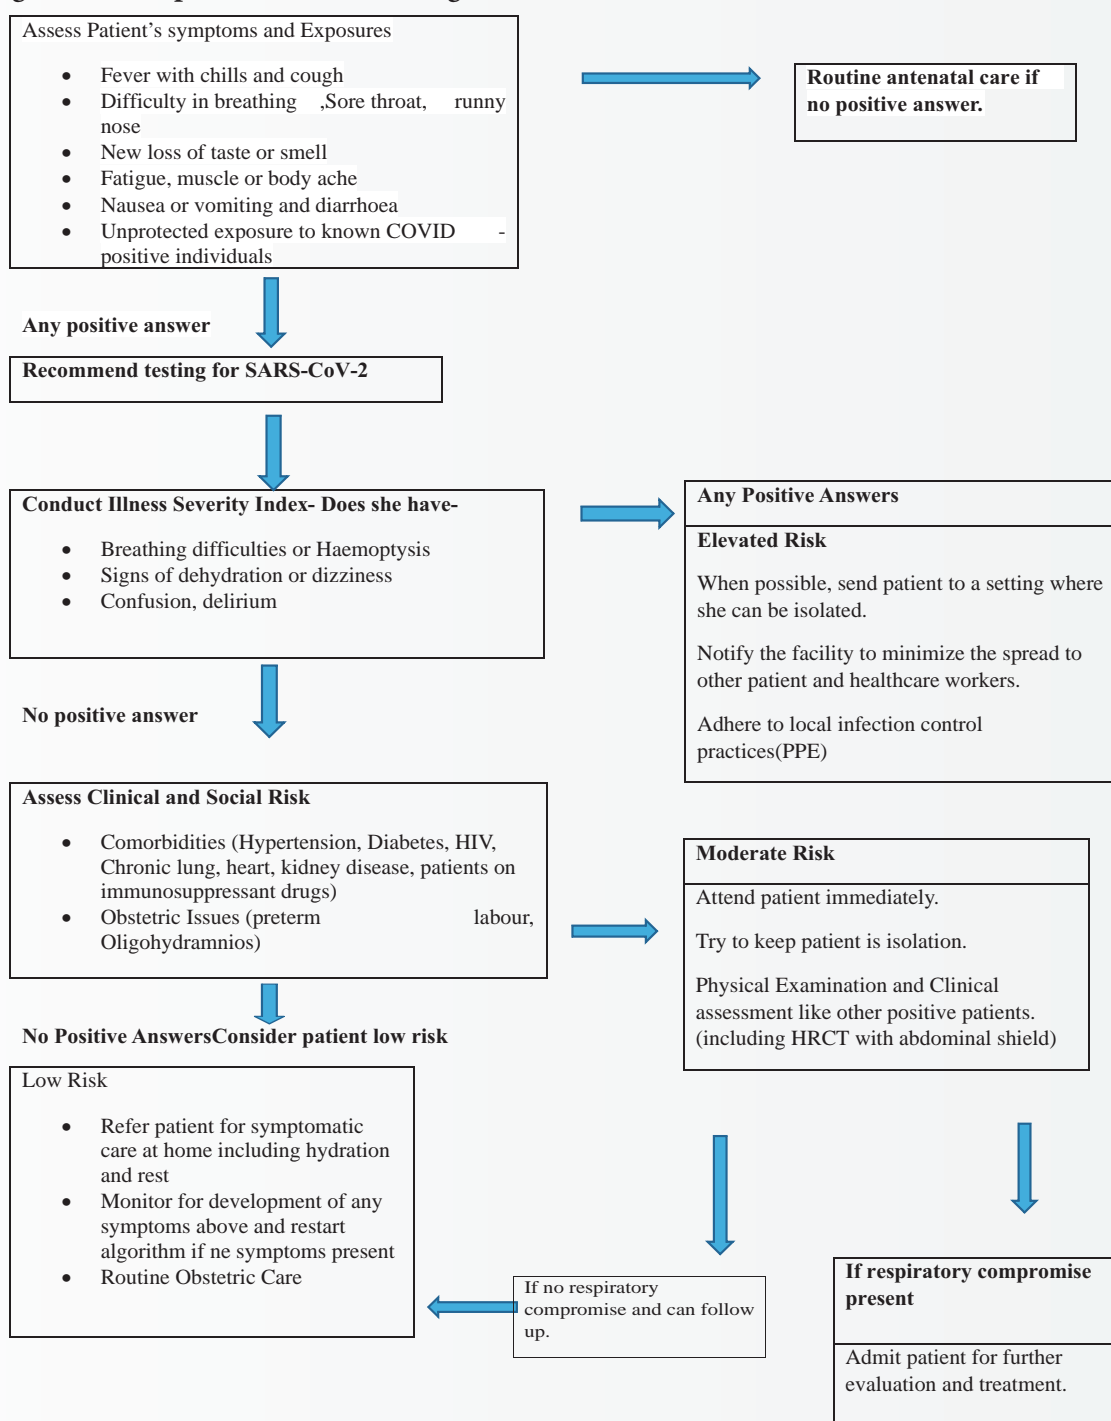 Assess Patient's symptoms and Exposures
• Fever with chills and cough
• Difficulty in breathing ,Sore throat, runny
nose
• New loss of taste or smell
• Fatigue, muscle or body ache
• Nausea or vomiting and diarrhoea
• Unprotected exposure to known COVID -
positive individuals
Routine antenatal care if
no positive answer.
Any positive answer
Recommend testing for SARS-CoV-2
Conduct Illness Severity Index- Does she have-
• Breathing difficulties or Haemoptysis
• Signs of dehydration or dizziness
• Confusion, delirium
Any Positive Answers
Elevated Risk
When possible, send patient to a setting where
she can be isolated.
Notify the facility to minimize the spread to
other patient and healthcare workers.
Adhere to local infection control
practices(PPE)
No positive answer
Assess Clinical and Social Risk
• Comorbidities (Hypertension, Diabetes, HIV,
Chronic lung, heart, kidney disease, patients on
immunosuppressant drugs)
• Obstetric Issues (preterm labour,
Oligohydramnios)
Moderate Risk
Attend patient immediately.
Try to keep patient is isolation.
Physical Examination and Clinical
assessment like other positive patients.
(including HRCT with abdominal shield)
No Positive AnswersConsider patient low risk
Low Risk
• Refer patient for symptomatic
care at home including hydration
and rest
• Monitor for development of any
symptoms above and restart
algorithm if ne symptoms present
• Routine Obstetric Care
If no respiratory
compromise and can follow
up.
If respiratory compromise
present
Admit patient for further
evaluation and treatment.